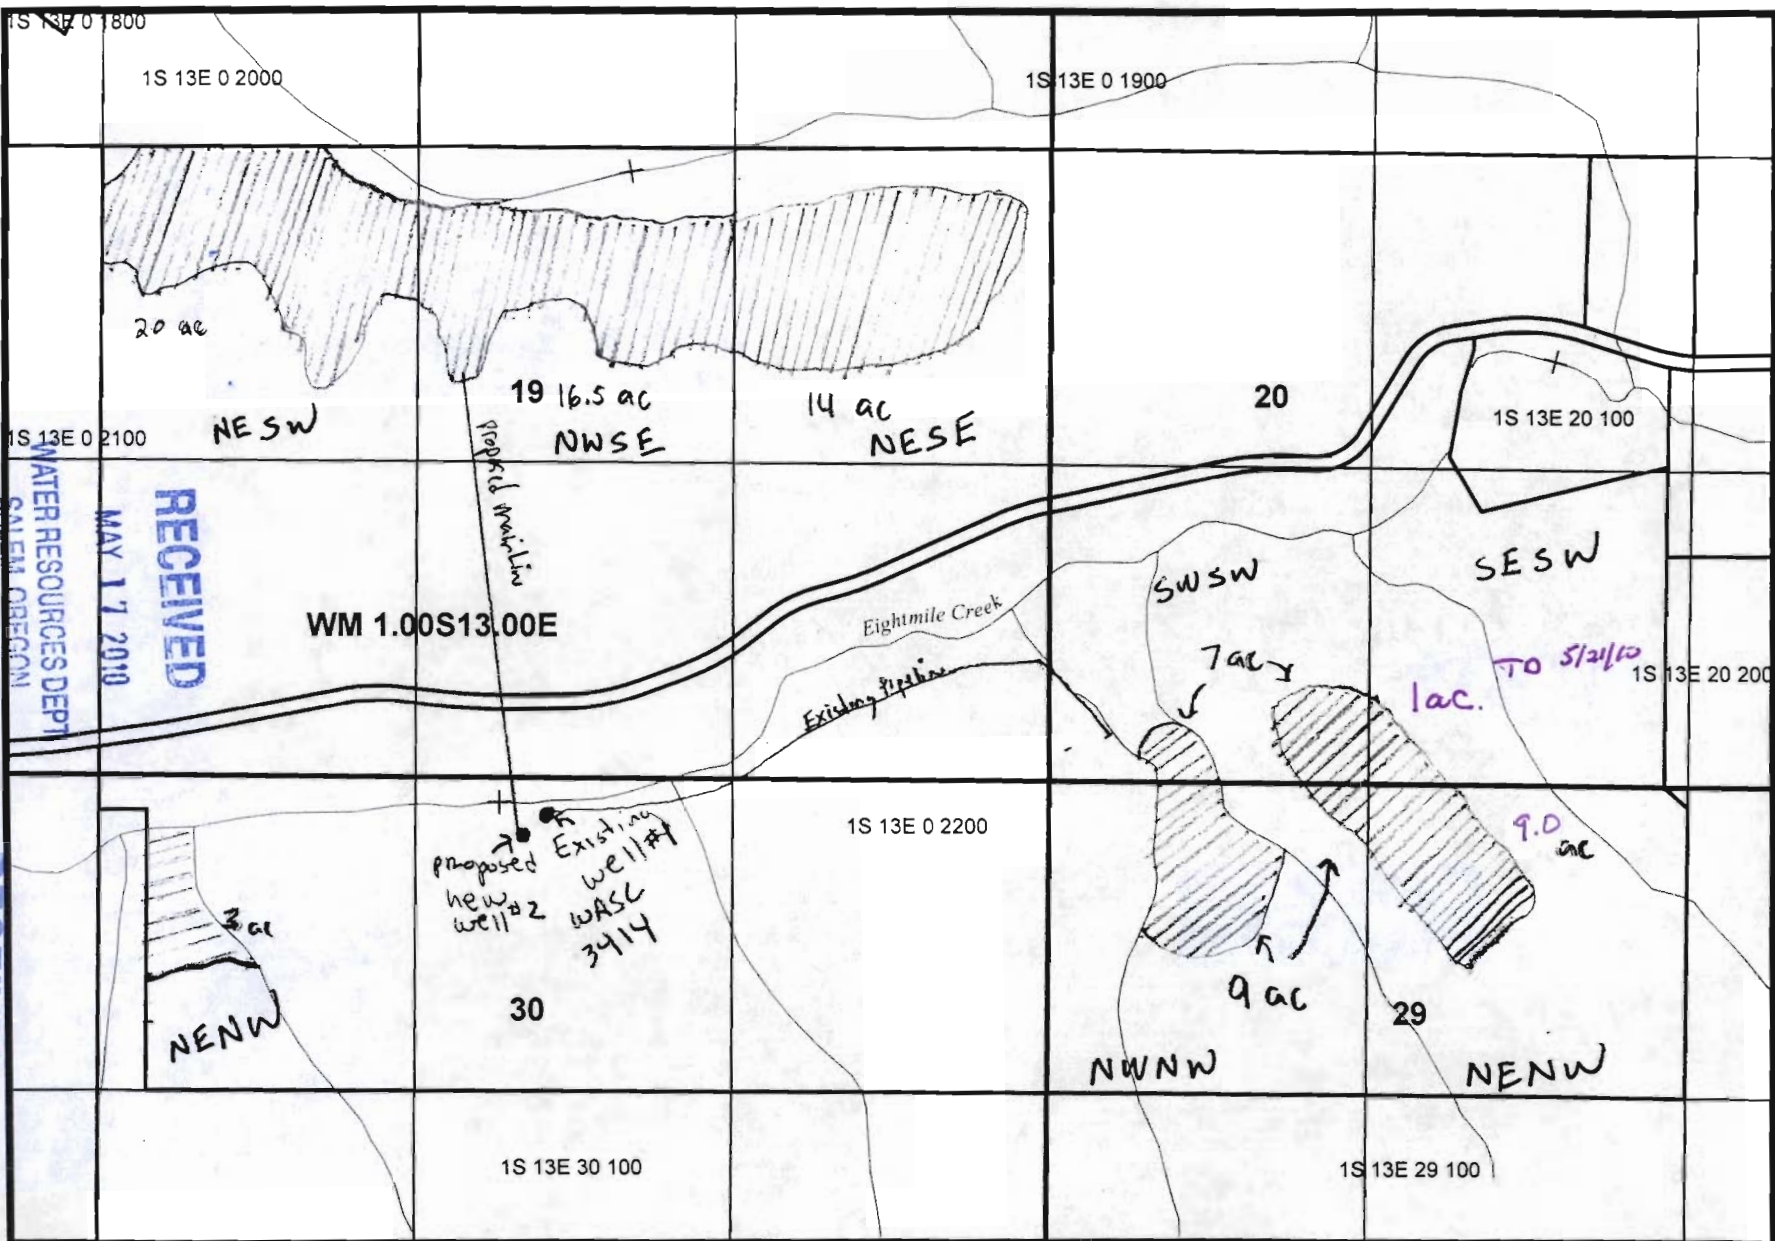 1S 13E 0 1800
1S 13E 0 2000
1S 13E 0 1900
20 ac
19 16.5 ac
14 ac
20
1S 13E 20 100
1S 13E 0 2100
NESW
NWSE
NESE
proposed mainlin
RECEIVED
MAY 17 2010
WATER RESOURCES DEPT
SALEM, OREGON
WM 1.00S13.00E
Eightmile Creek
Existing Pipeline
SWSW
SESW
7 ac
1 ac.
TD 5/21/10
1S 13E 20 200
proposed
new #2
well
Existing
well #1
WASC
3414
1S 13E 0 2200
9.0
ac
3 ac
NENW
30
9 ac
29
NWNW
NENW
1S 13E 30 100
1S 13E 29 100